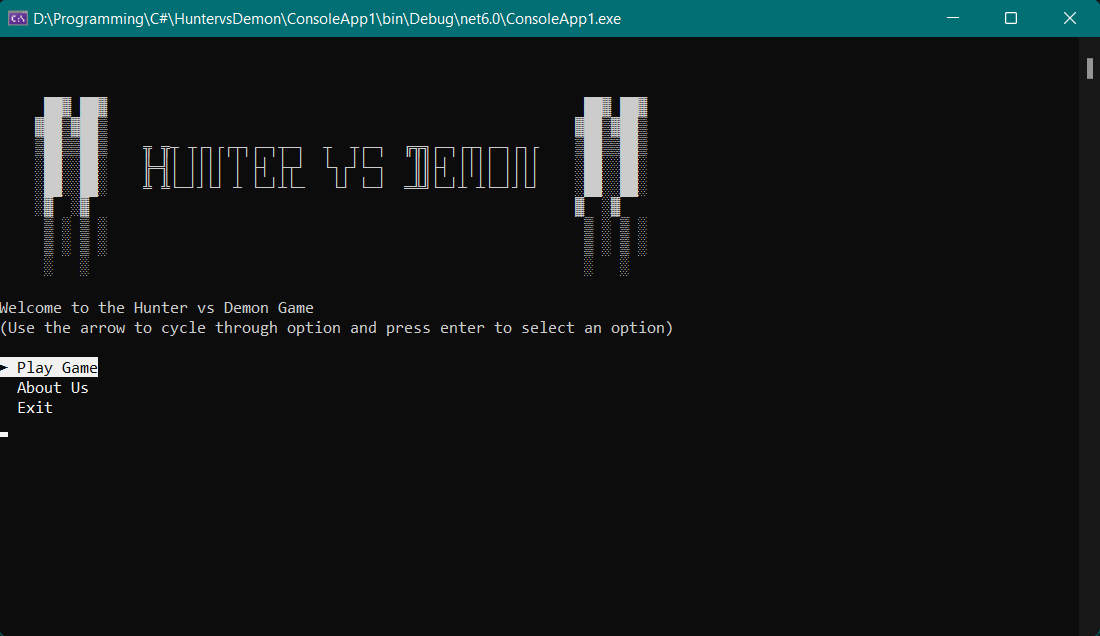 D:\Programming\C#\HuntervsDemon\ConsoleApp1\bin\Debug\net6.0\ConsoleApp1.exe
HUNTER VS DEMON
Welcome to the Hunter vs Demon Game
(Use the arrow to cycle through option and press enter to select an option)
► Play Game
About Us
Exit